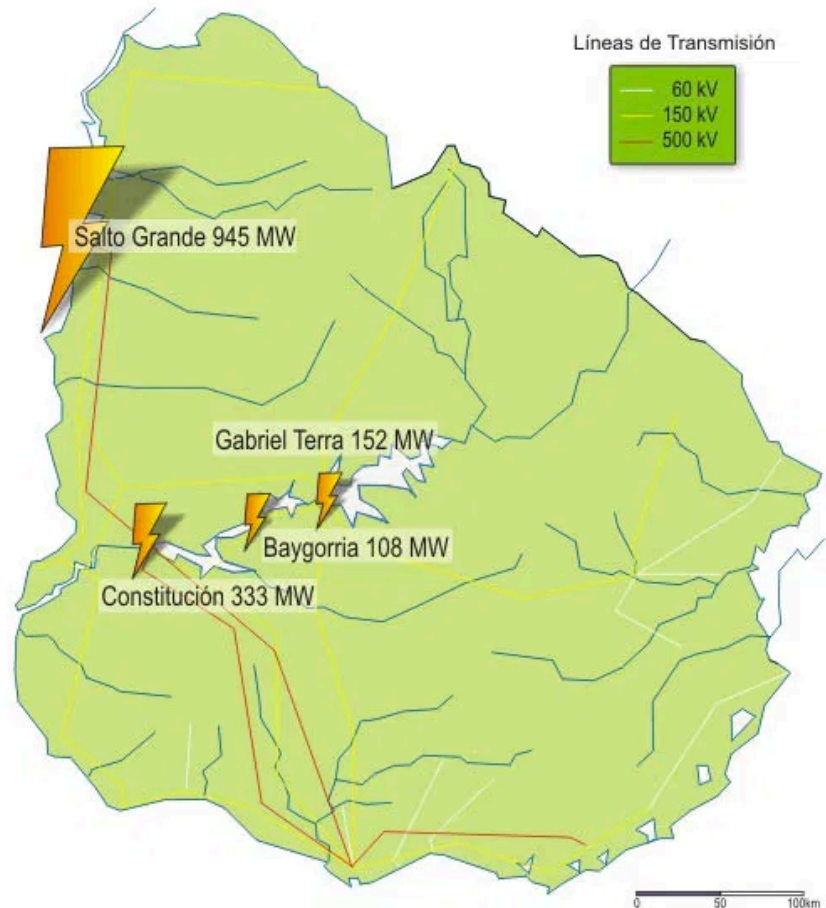 Líneas de Transmisión
60 kV
150 kV
500 kV
Salto Grande 945 MW
Gabriel Terra 152 MW
Baygorria 108 MW
Constitución 333 MW
0 50 100km